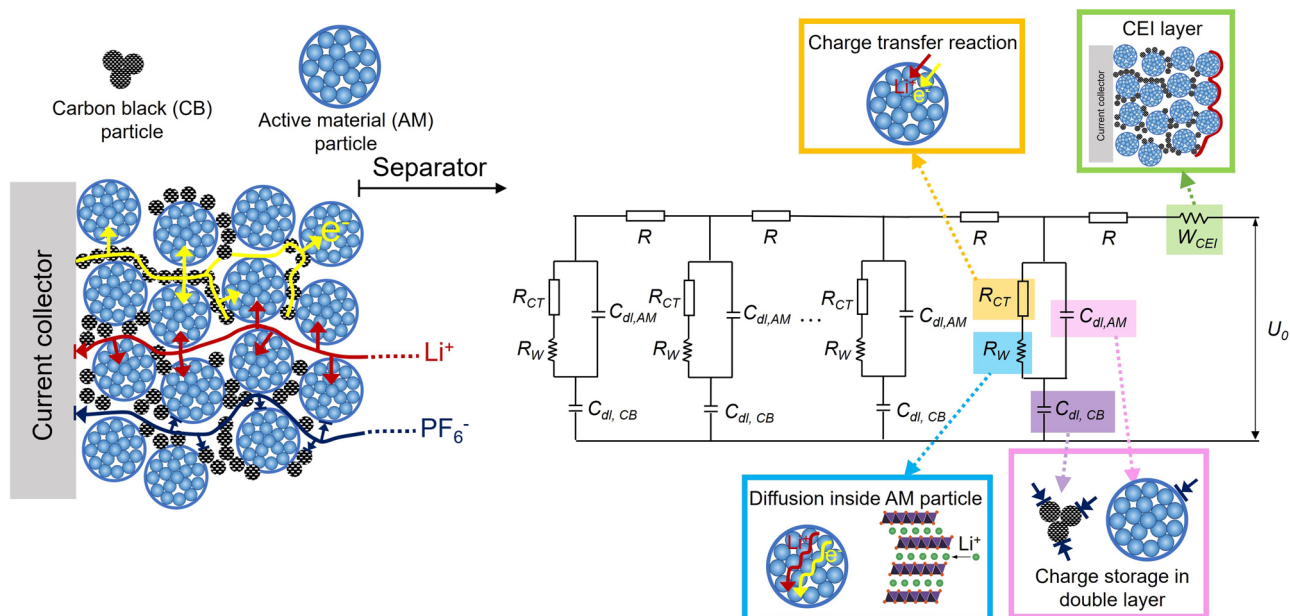 Carbon black (CB)
particle
Active material (AM)
particle
Separator
Current collector
e⁻
Li⁺
PF₆⁻
Charge transfer reaction
Li⁺
e⁻
CEI layer
Current collector
R
R
R
R
W_CEI
R_CT
C_dl,AM
R_W
C_dl, CB
R_CT
C_dl,AM
R_W
C_dl, CB
...
R_CT
C_dl,AM
R_W
C_dl, CB
R_CT
C_dl,AM
R_W
C_dl, CB
U₀
Diffusion inside AM particle
Li⁺
e⁻
Li⁺
Charge storage in
double layer